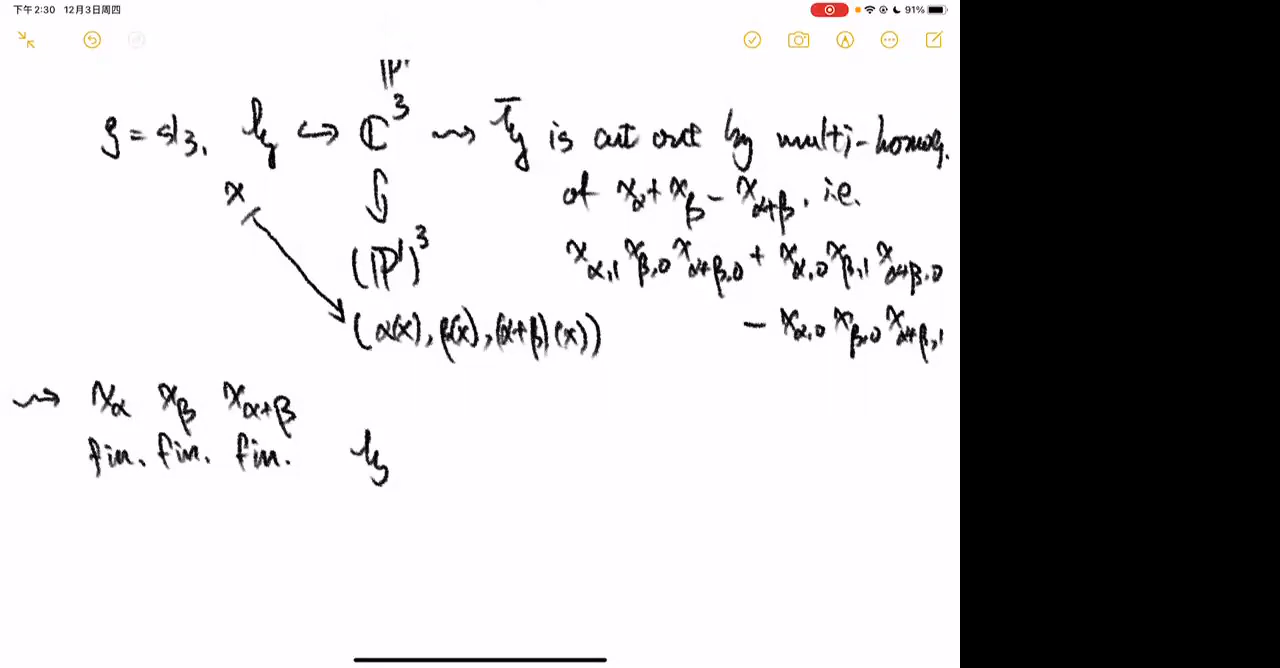 下午2:30 12月3日周四 91%
ℙ¹
𝔤 = sl₃, 𝔥 ↪ ℂ³ ⇝ 𝔥̄ is cut out by multi-homog.
x of x_α + x_β − x_{α+β}. i.e.
(ℙ¹)³ x_{α,1} x_{β,0} x_{α+β,0} + x_{α,0} x_{β,1} x_{α+β,0}
(α(x), β(x), (α+β)(x)) − x_{α,0} x_{β,0} x_{α+β,1}
⇝ x_α x_β x_{α+β}
fin. fin. fin. 𝔥